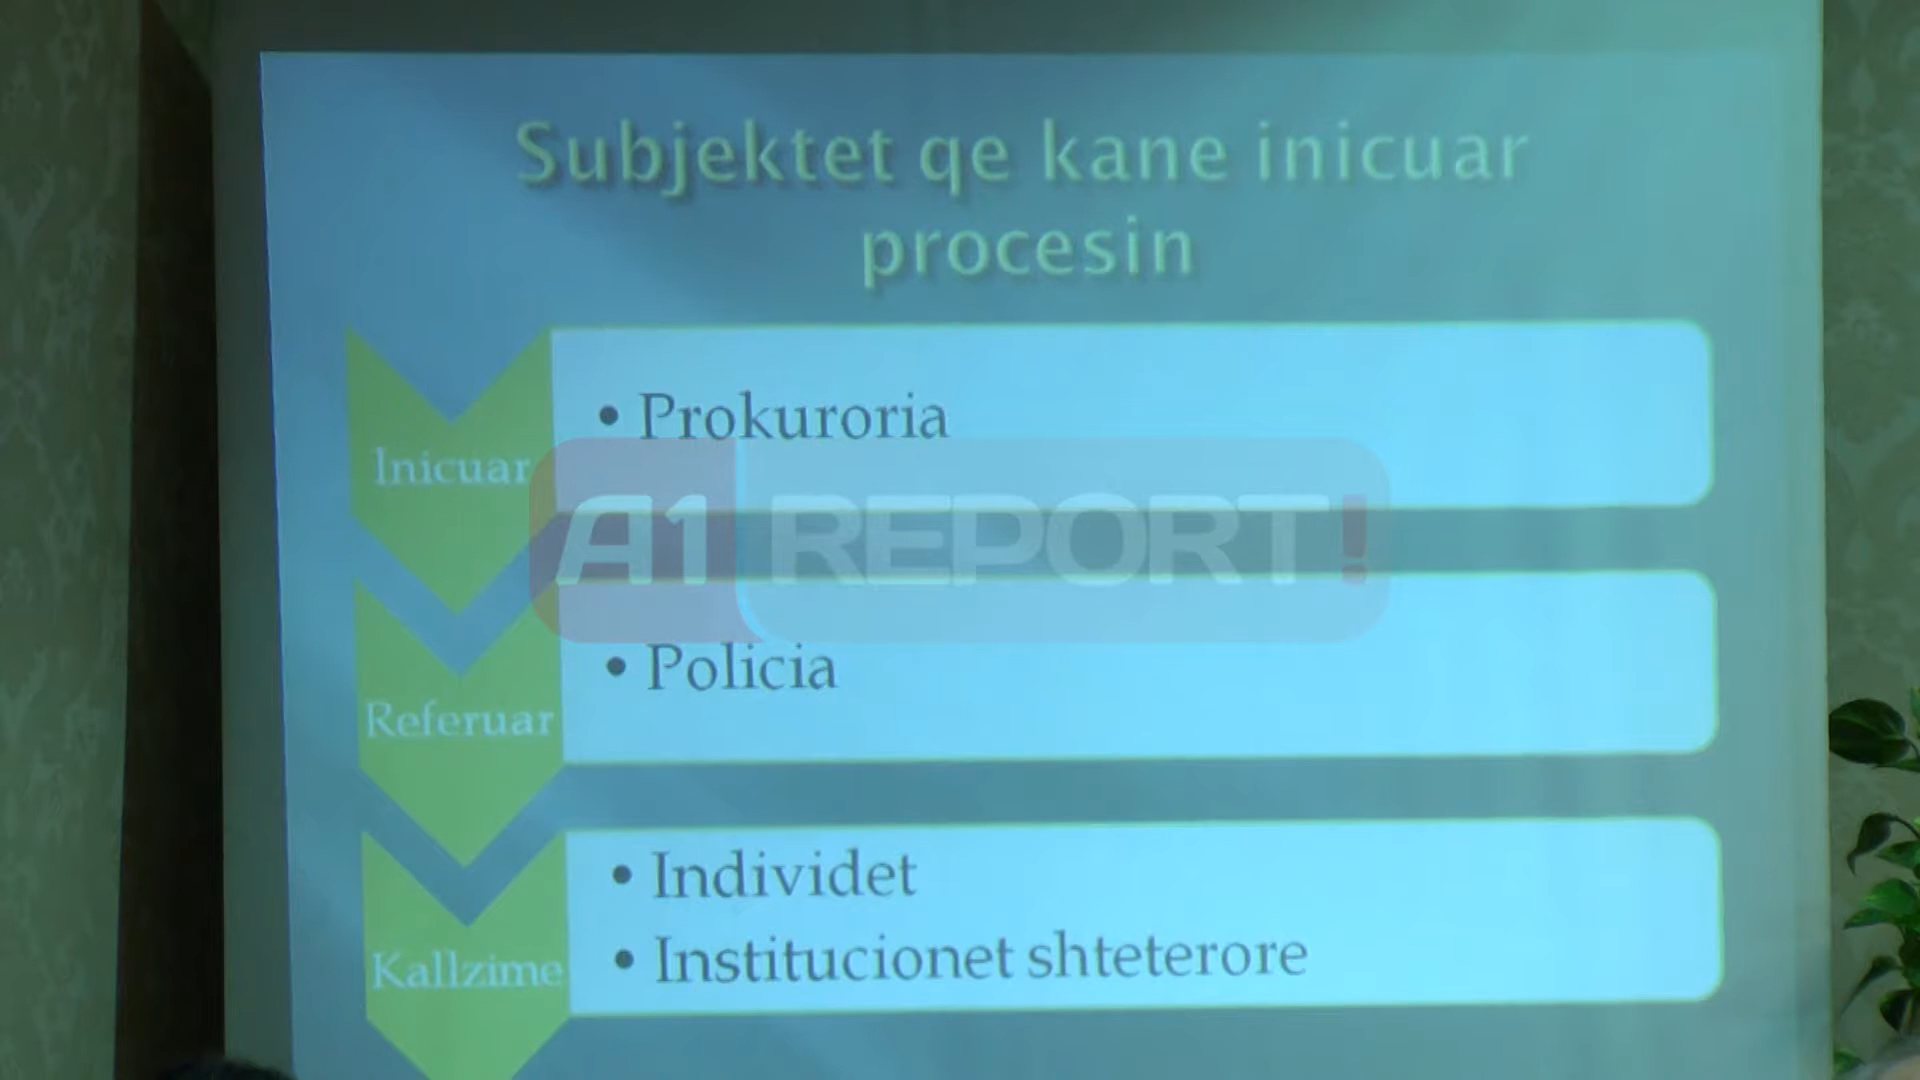 Subjektet qe kane inicuar
procesin
Inicuar
• Prokuroria
A1 REPORT!
Referuar
• Policia
Kallzime
• Individet
• Institucionet shteterore